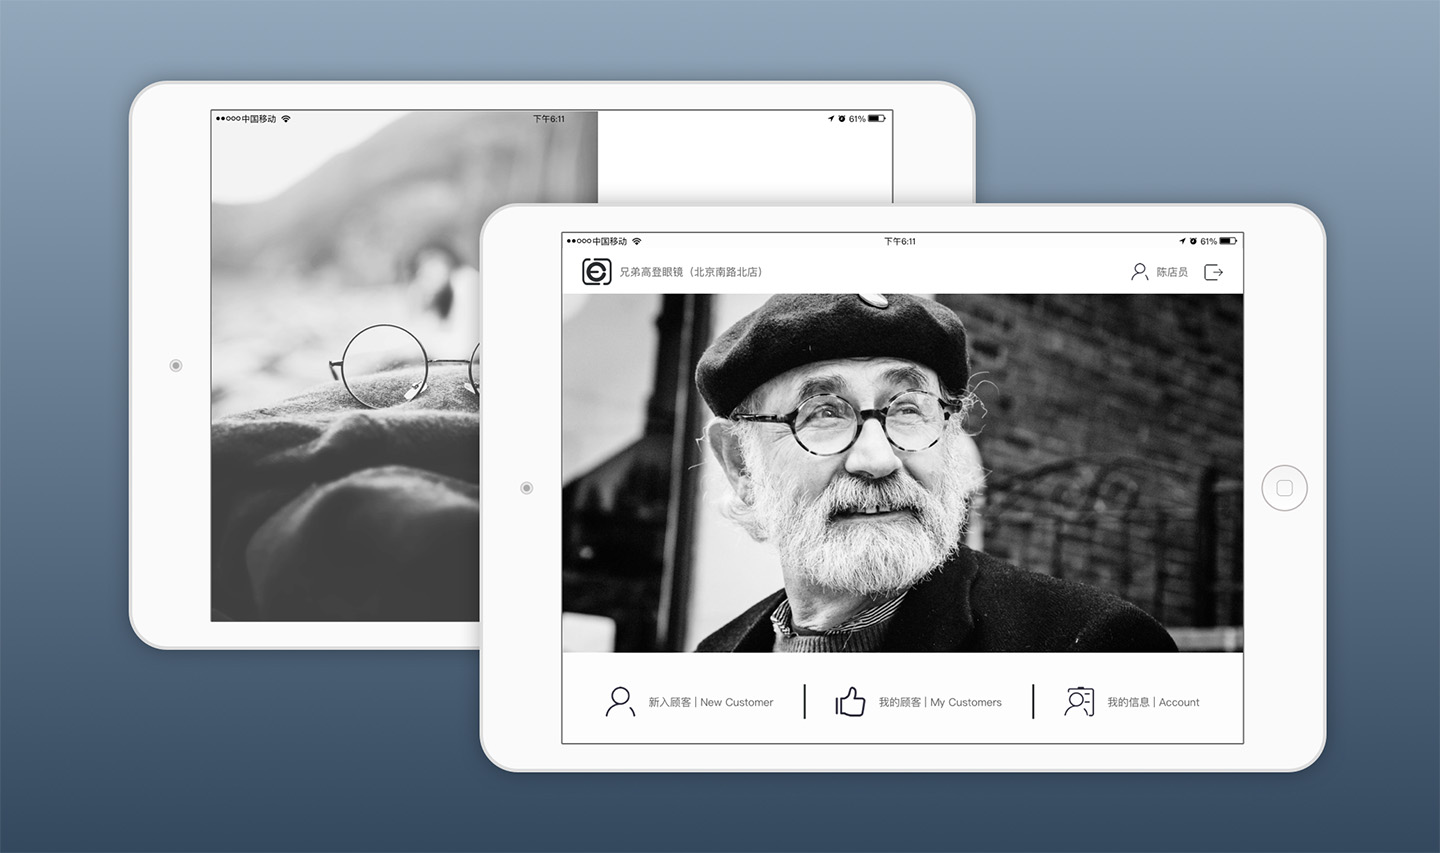 中国移动
下午6:11
61%
中国移动
下午6:11
61%
兄弟高登眼镜（北京南路北店）
陈店员
新入顾客 | New Customer
我的顾客 | My Customers
我的信息 | Account